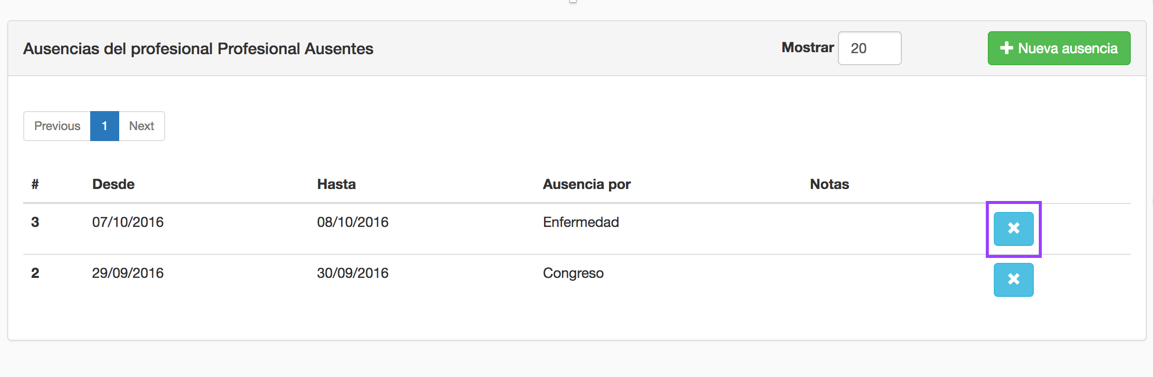 Ausencias del profesional Profesional Ausentes Mostrar 20 Nueva ausencia
Previous 1 Next
# Desde Hasta Ausencia por Notas
3 07/10/2016 08/10/2016 Enfermedad
2 29/09/2016 30/09/2016 Congreso